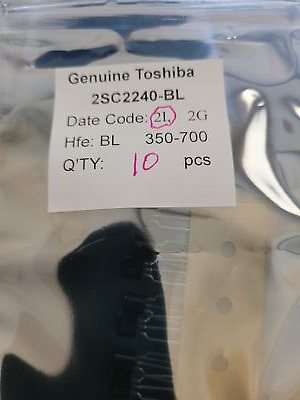 Genuine Toshiba
2SC2240-BL
Date Code: 2L 2G
Hfe: BL 350-700
Q'TY: 10 pcs